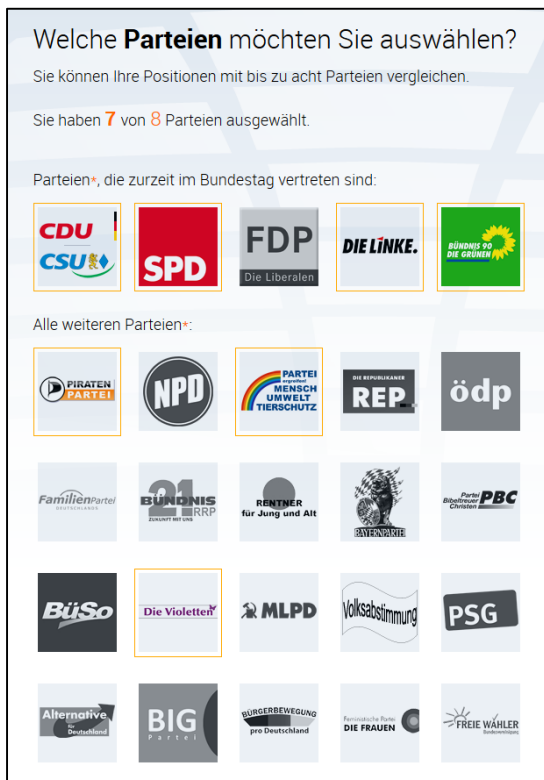 Welche Parteien möchten Sie auswählen?
Sie können Ihre Positionen mit bis zu acht Parteien vergleichen.
Sie haben 7 von 8 Parteien ausgewählt.
Parteien*, die zurzeit im Bundestag vertreten sind:
CDU
CSU
SPD
FDP
Die Liberalen
DIE LINKE.
BÜNDNIS 90
DIE GRÜNEN
Alle weiteren Parteien*:
PIRATEN
PARTEI
NPD
PARTEI
MENSCH
UMWELT
TIERSCHUTZ
DIE REPUBLIKANER
REP
ödp
FamilienPartei
DEUTSCHLANDS
21
BÜNDNIS
RRP
ZUKUNFT MIT UNS
RENTNER
für Jung und Alt
BAYERNPARTEI
Partei
Bibeltreuer
Christen
PBC
BüSo
Die Violetten
MLPD
Volksabstimmung
PSG
Alternative
für
Deutschland
BIG
Partei
BÜRGERBEWEGUNG
pro Deutschland
Feministische Partei
DIE FRAUEN
FREIE WÄHLER